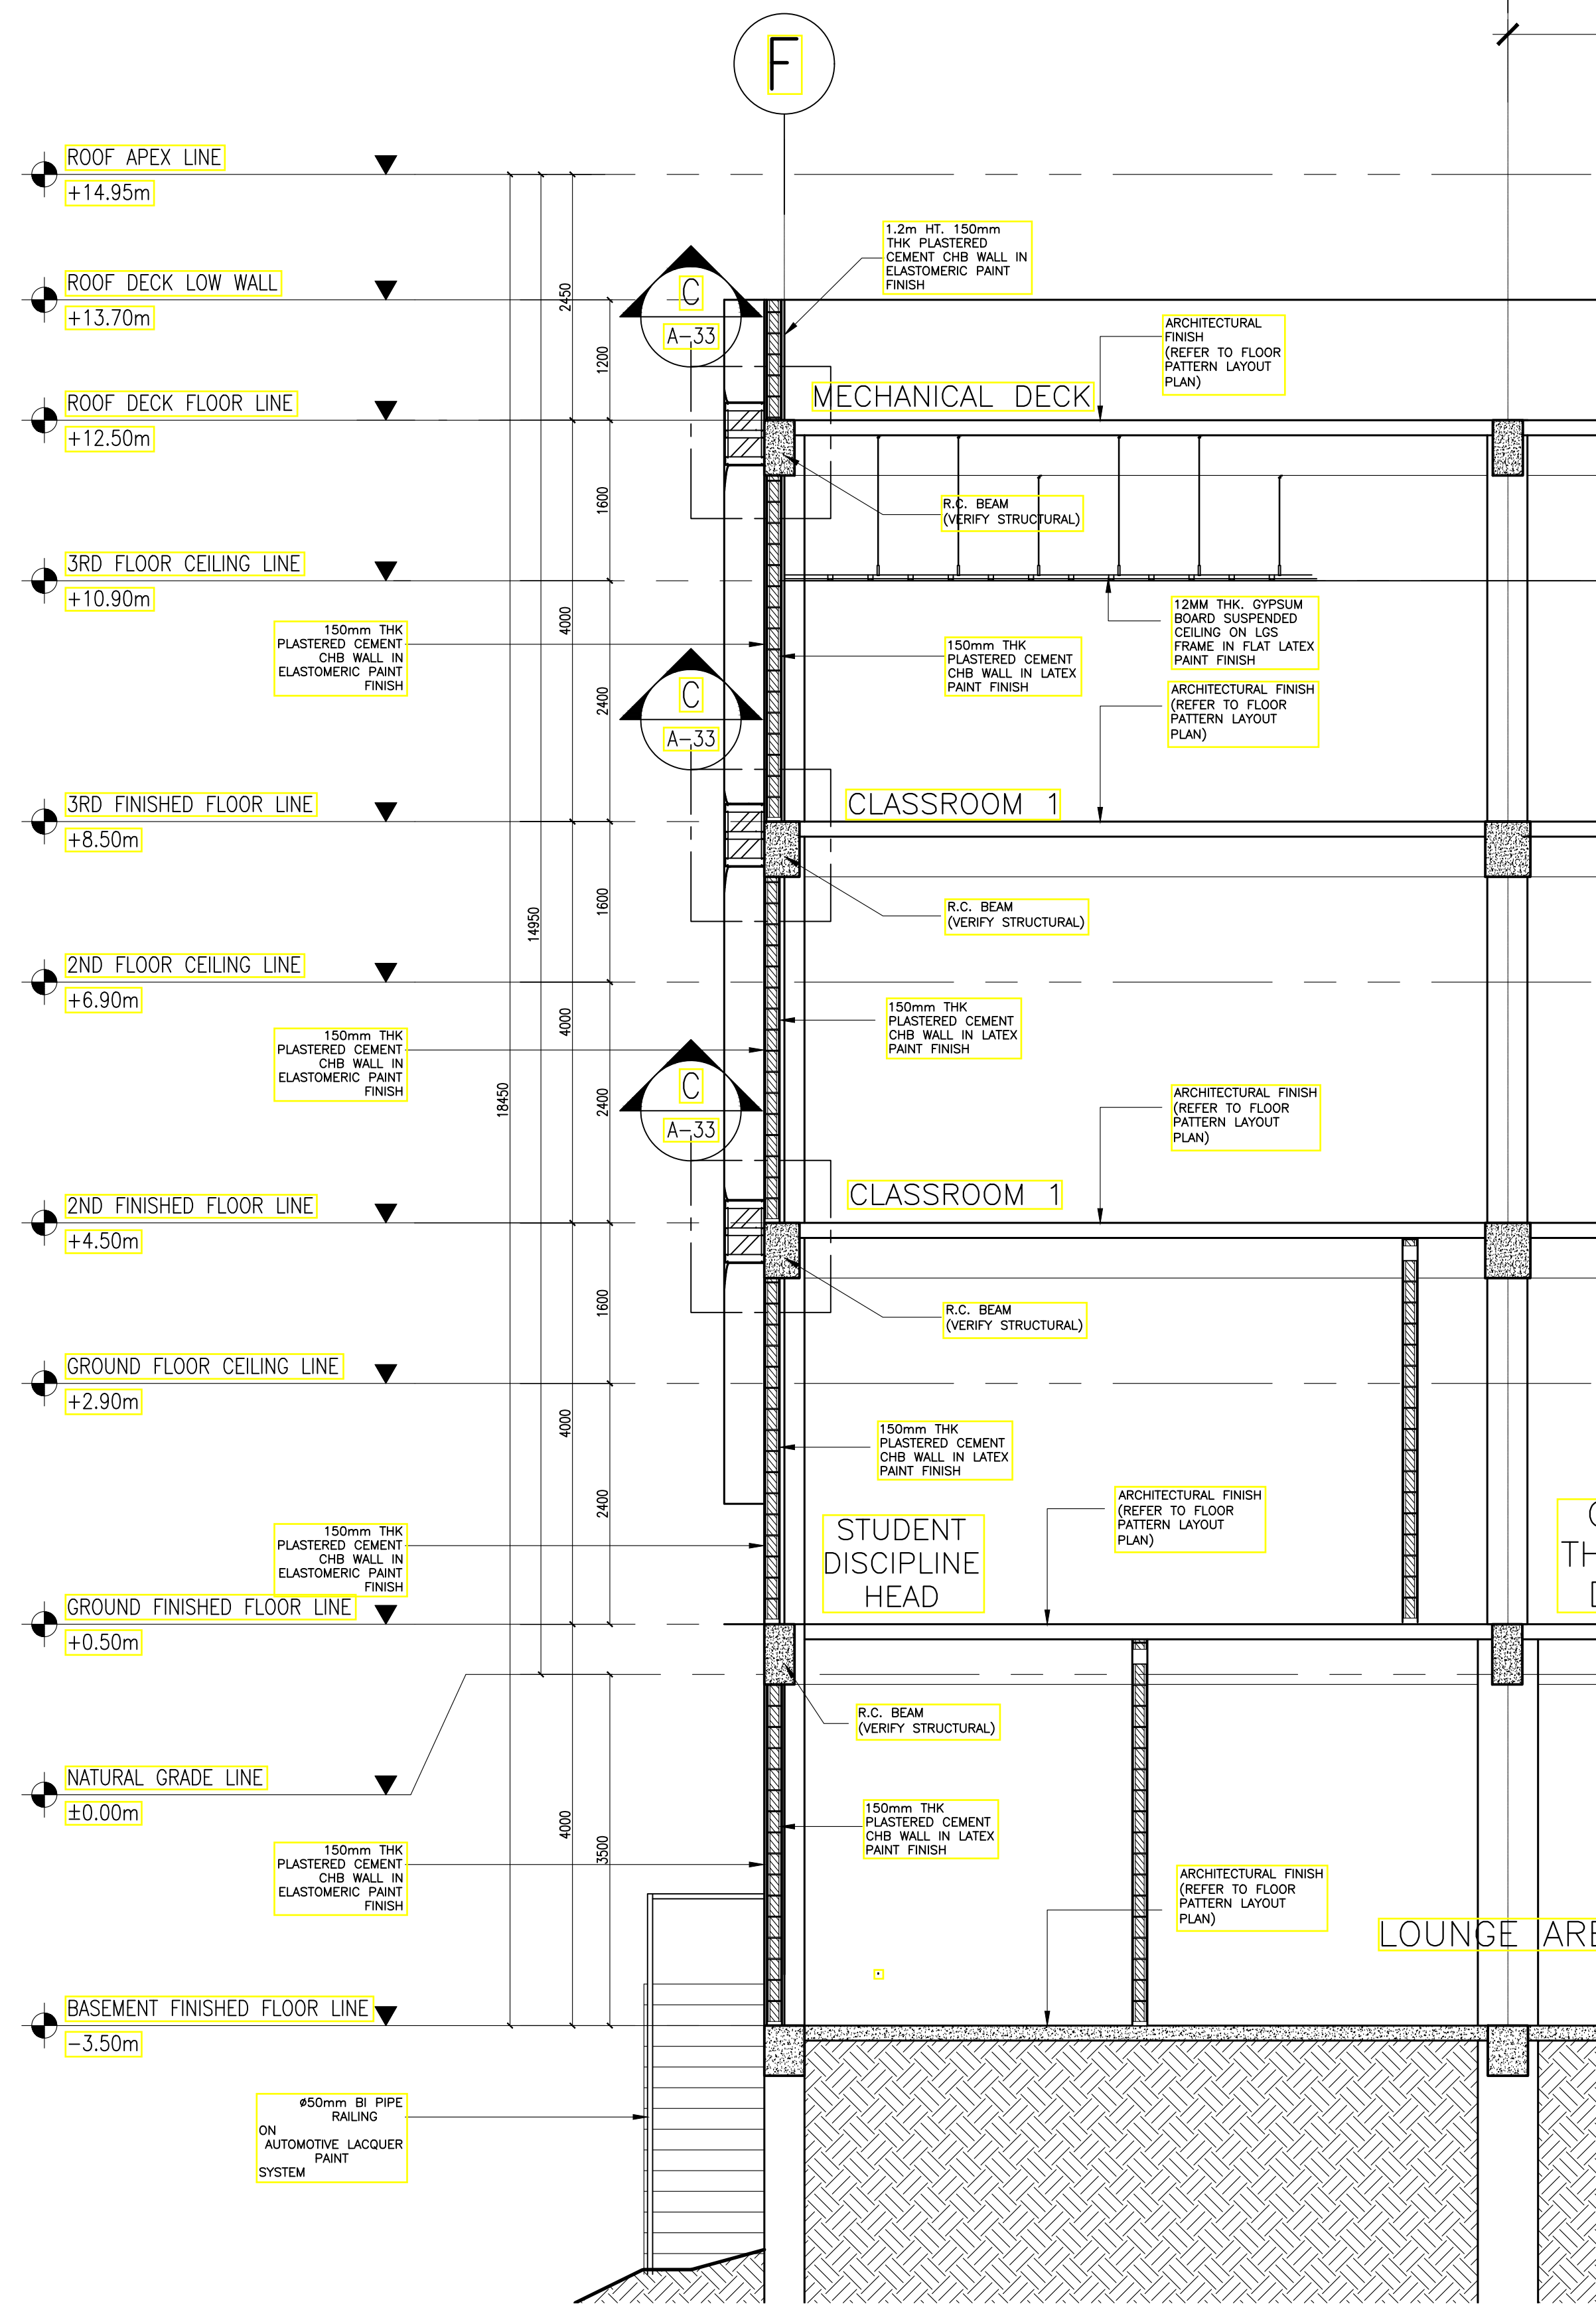 F
ROOF APEX LINE
+14.95m
ROOF DECK LOW WALL
+13.70m
ROOF DECK FLOOR LINE
+12.50m
3RD FLOOR CEILING LINE
+10.90m
150mm THK
PLASTERED CEMENT
CHB WALL IN
ELASTOMERIC PAINT
FINISH
3RD FINISHED FLOOR LINE
+8.50m
2ND FLOOR CEILING LINE
+6.90m
150mm THK
PLASTERED CEMENT
CHB WALL IN
ELASTOMERIC PAINT
FINISH
2ND FINISHED FLOOR LINE
+4.50m
GROUND FLOOR CEILING LINE
+2.90m
150mm THK
PLASTERED CEMENT
CHB WALL IN
ELASTOMERIC PAINT
FINISH
GROUND FINISHED FLOOR LINE
+0.50m
NATURAL GRADE LINE
±0.00m
150mm THK
PLASTERED CEMENT
CHB WALL IN
ELASTOMERIC PAINT
FINISH
BASEMENT FINISHED FLOOR LINE
−3.50m
ø50mm BI PIPE
RAILING
ON
AUTOMOTIVE LACQUER
PAINT
SYSTEM
18450
14950
2450
4000
4000
4000
4000
1200
1600
2400
1600
2400
1600
2400
3500
C
A-33
C
A-33
C
A-33
1.2m HT. 150mm
THK PLASTERED
CEMENT CHB WALL IN
ELASTOMERIC PAINT
FINISH
ARCHITECTURAL
FINISH
(REFER TO FLOOR
PATTERN LAYOUT
PLAN)
MECHANICAL DECK
R.C. BEAM
(VERIFY STRUCTURAL)
12MM THK. GYPSUM
BOARD SUSPENDED
CEILING ON LGS
FRAME IN FLAT LATEX
PAINT FINISH
150mm THK
PLASTERED CEMENT
CHB WALL IN LATEX
PAINT FINISH
ARCHITECTURAL FINISH
(REFER TO FLOOR
PATTERN LAYOUT
PLAN)
CLASSROOM 1
R.C. BEAM
(VERIFY STRUCTURAL)
150mm THK
PLASTERED CEMENT
CHB WALL IN LATEX
PAINT FINISH
ARCHITECTURAL FINISH
(REFER TO FLOOR
PATTERN LAYOUT
PLAN)
CLASSROOM 1
R.C. BEAM
(VERIFY STRUCTURAL)
150mm THK
PLASTERED CEMENT
CHB WALL IN LATEX
PAINT FINISH
ARCHITECTURAL FINISH
(REFER TO FLOOR
PATTERN LAYOUT
PLAN)
STUDENT
DISCIPLINE
HEAD
R.C. BEAM
(VERIFY STRUCTURAL)
150mm THK
PLASTERED CEMENT
CHB WALL IN LATEX
PAINT FINISH
ARCHITECTURAL FINISH
(REFER TO FLOOR
PATTERN LAYOUT
PLAN)
LOUNGE